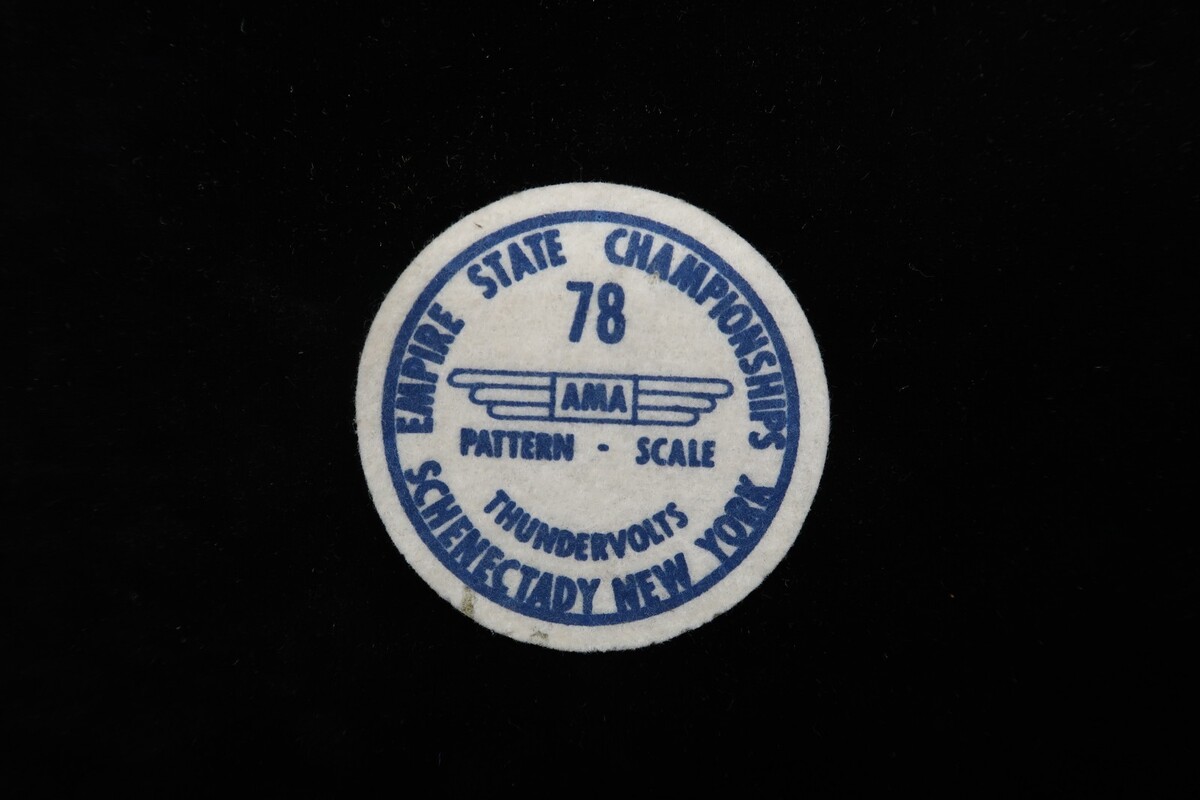 EMPIRE STATE CHAMPIONSHIPS
78
AMA
PATTERN - SCALE
THUNDERVOLTS
SCHENECTADY NEW YORK